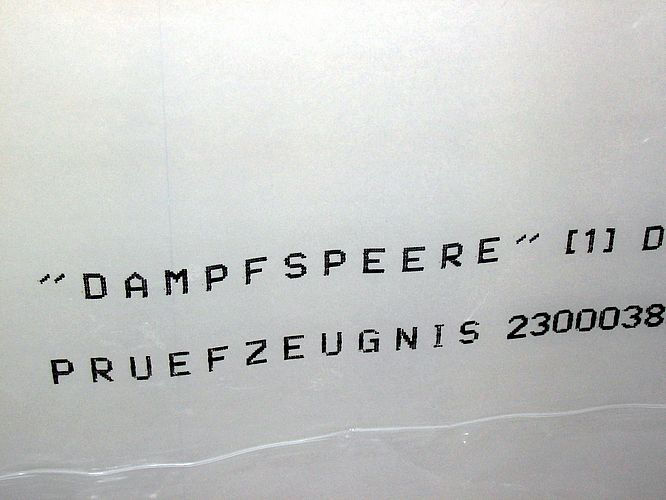 "DAMPFSPEERE" [1] D
PRUEFZEUGNIS 2300038